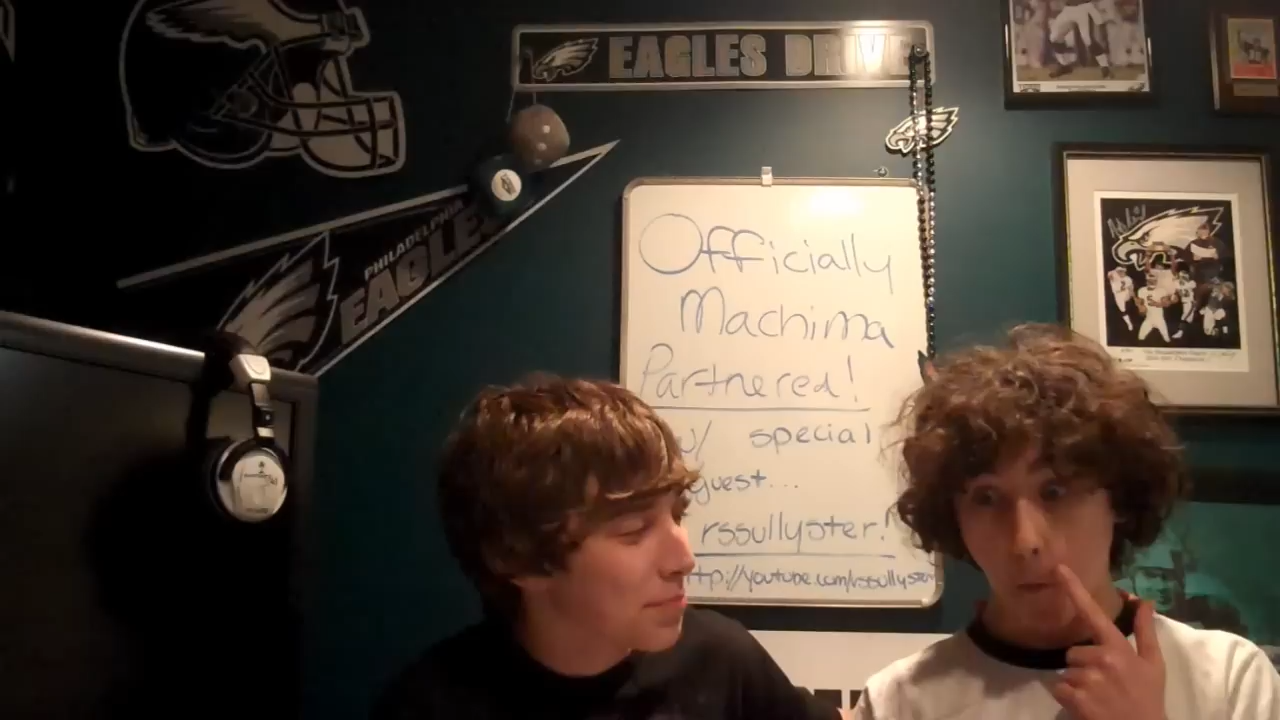 EAGLES DRIVE
PHILADELPHIA
EAGLES
Officially
Machima
Partnered!
w/ special
guest...
rssullyster!
http://youtube.com/rssullyster